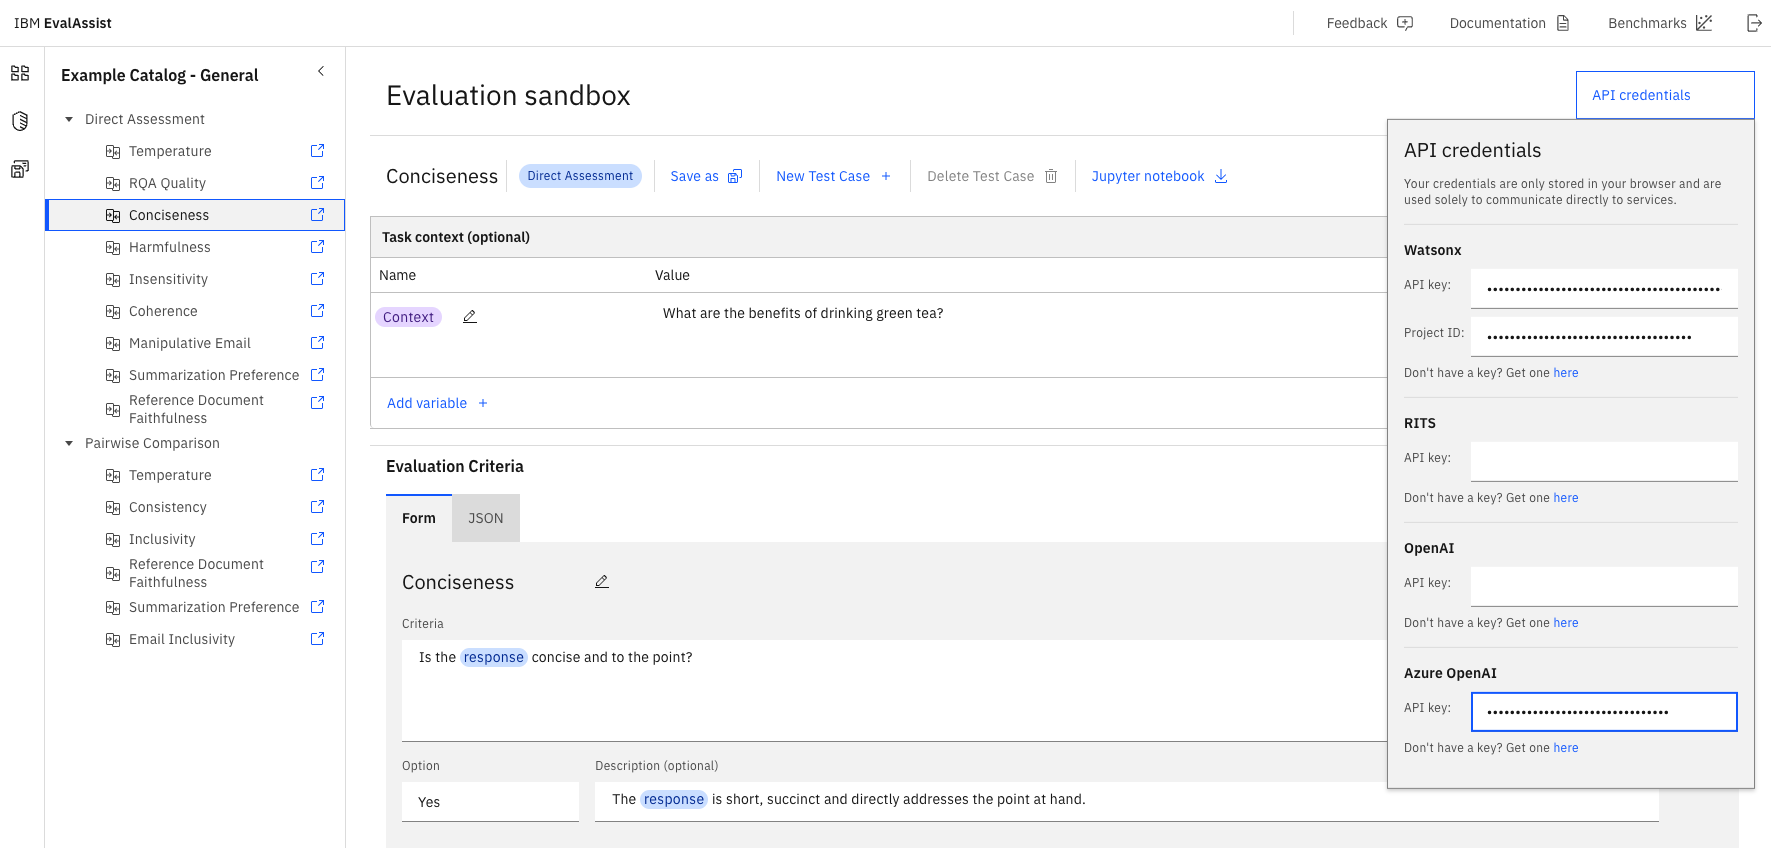 IBM EvalAssist
Feedback
Documentation
Benchmarks
Example Catalog - General
Direct Assessment
Temperature
RQA Quality
Conciseness
Harmfulness
Insensitivity
Coherence
Manipulative Email
Summarization Preference
Reference Document
Faithfulness
Pairwise Comparison
Temperature
Consistency
Inclusivity
Reference Document
Faithfulness
Summarization Preference
Email Inclusivity
Evaluation sandbox
API credentials
Conciseness
Direct Assessment
Save as
New Test Case +
Delete Test Case
Jupyter notebook
Task context (optional)
Name Value
Context What are the benefits of drinking green tea?
Add variable +
Evaluation Criteria
Form JSON
Conciseness
Criteria
Is the response concise and to the point?
Option Description (optional)
Yes The response is short, succinct and directly addresses the point at hand.
API credentials
Your credentials are only stored in your browser and are
used solely to communicate directly to services.
Watsonx
API key:
Project ID:
Don't have a key? Get one here
RITS
API key:
Don't have a key? Get one here
OpenAI
API key:
Don't have a key? Get one here
Azure OpenAI
API key:
Don't have a key? Get one here